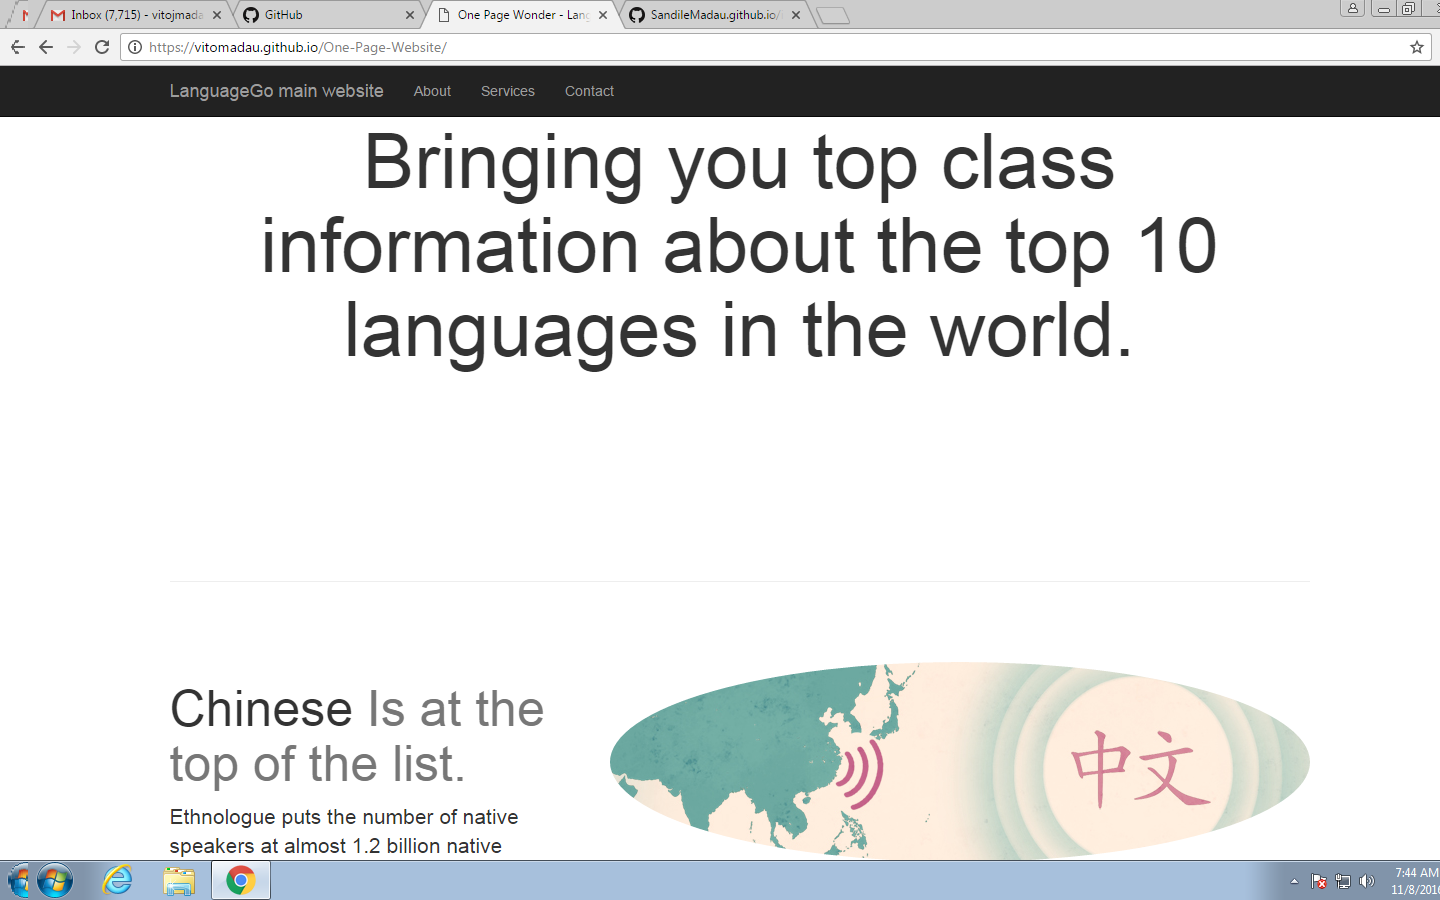 Inbox (7,715) - vitojmada
GitHub
One Page Wonder - Lang
SandileMadau.github.io/
https://vitomadau.github.io/One-Page-Website/
LanguageGo main website About Services Contact
Bringing you top class
information about the top 10
languages in the world.
Chinese Is at the
top of the list.
Ethnologue puts the number of native
speakers at almost 1.2 billion native
中文
7:44 AM
11/8/2016